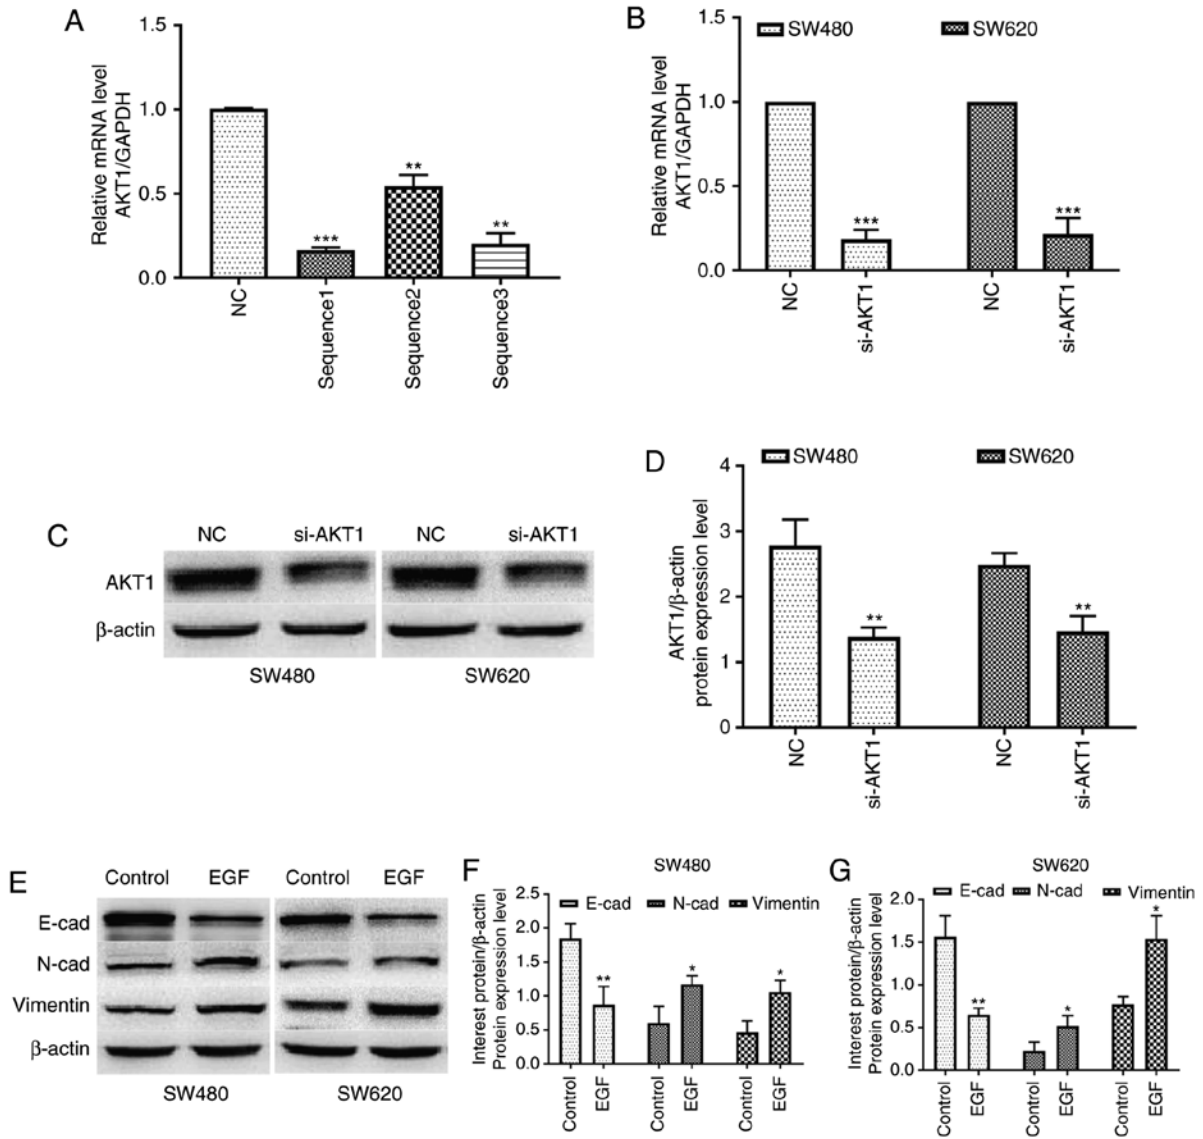 A
Relative mRNA level
AKT1/GAPDH
1.5
1.0
0.5
0.0
***
**
**
NC
Sequence1
Sequence2
Sequence3
B
SW480
SW620
Relative mRNA level
AKT1/GAPDH
1.5
1.0
0.5
0.0
***
***
NC
si-AKT1
NC
si-AKT1
C
NC si-AKT1 NC si-AKT1
AKT1
β-actin
SW480 SW620
D
SW480
SW620
AKT1/β-actin
protein expression level
4
3
2
1
0
**
**
NC
si-AKT1
NC
si-AKT1
E
Control EGF Control EGF
E-cad
N-cad
Vimentin
β-actin
SW480 SW620
F
SW480
E-cad N-cad Vimentin
Interest protein/β-actin
Protein expression level
2.5
2.0
1.5
1.0
0.5
0.0
**
*
*
Control
EGF
Control
EGF
Control
EGF
G
SW620
E-cad N-cad Vimentin
Interest protein/β-actin
Protein expression level
2.0
1.5
1.0
0.5
0.0
**
*
*
Control
EGF
Control
EGF
Control
EGF